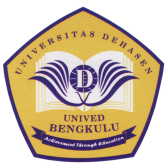 UNIVERSITAS DEHASEN
D
UNIVED
BENGKULU
Achievement Through Education